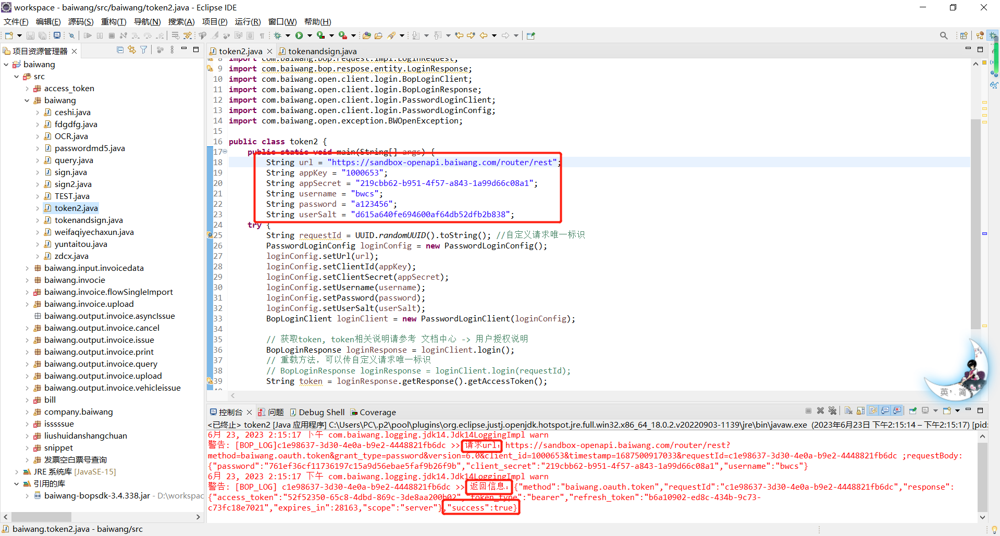 workspace - baiwang/src/baiwang/token2.java - Eclipse IDE
文件(F) 编辑(E) 源码(S) 重构(T) 导航(N) 搜索(A) 项目(P) 运行(R) 窗口(W) 帮助(H)
项目资源管理器
baiwang
src
access_token
baiwang
ceshi.java
fdgdfg.java
OCR.java
passwordmd5.java
query.java
sign.java
sign2.java
TEST.java
token2.java
tokenandsign.java
weifaqiyechaxun.java
yuntaitou.java
zdcx.java
baiwang.input.invoicedata
baiwang.invocie
baiwang.invoice.flowSingleImport
baiwang.invoice.upload
baiwang.output.invoice.asyncIssue
baiwang.output.invoice.cancel
baiwang.output.invoice.issue
baiwang.output.invoice.print
baiwang.output.invoice.query
baiwang.output.invoice.upload
baiwang.output.invoice.vehicleissue
bill
company.baiwang
isssssue
liushuidanshangchuan
snippet
发票空白票号查询
JRE 系统库 [JavaSE-15]
引用的库
baiwang-bopsdk-3.4.338.jar - D:\workspac
token2.java tokenandsign.java
8 import com.baiwang.bop.request.impl.LoginRequest;
9 import com.baiwang.bop.respose.entity.LoginResponse;
10 import com.baiwang.open.client.login.BopLoginClient;
11 import com.baiwang.open.client.login.BopLoginResponse;
12 import com.baiwang.open.client.login.PasswordLoginClient;
13 import com.baiwang.open.client.login.PasswordLoginConfig;
14 import com.baiwang.open.exception.BWOpenException;
15
16 public class token2 {
17 public static void main(String[] args) {
18 String url = "https://sandbox-openapi.baiwang.com/router/rest";
19 String appKey = "1000653";
20 String appSecret = "219cbb62-b951-4f57-a843-1a99d66c08a1";
21 String username = "bwcs";
22 String password = "a123456";
23 String userSalt = "d615a640fe694600af64db52dfb2b838";
24 try {
25 String requestId = UUID.randomUUID().toString(); //自定义请求唯一标识
26 PasswordLoginConfig loginConfig = new PasswordLoginConfig();
27 loginConfig.setUrl(url);
28 loginConfig.setClientId(appKey);
29 loginConfig.setClientSecret(appSecret);
30 loginConfig.setUsername(username);
31 loginConfig.setPassword(password);
32 loginConfig.setUserSalt(userSalt);
33 BopLoginClient loginClient = new PasswordLoginClient(loginConfig);
34
35 // 获取token, token相关说明请参考 文档中心 -> 用户授权说明
36 BopLoginResponse loginResponse = loginClient.login();
37 // 重载方法, 可以传自定义请求唯一标识
38 // BopLoginResponse loginResponse = loginClient.login(requestId);
39 String token = loginResponse.getResponse().getAccessToken();
英 简
控制台 问题 Debug Shell Coverage
<已终止> token2 [Java 应用程序] C:\Users\PC\.p2\pool\plugins\org.eclipse.justj.openjdk.hotspot.jre.full.win32.x86_64_18.0.2.v20220903-1139\jre\bin\javaw.exe (2023年6月23日 下午2:15:14 – 下午2:15:17) [pid:
6月 23, 2023 2:15:17 下午 com.baiwang.logging.jdk14.Jdk14LoggingImpl warn
警告: [BOP_LOG]c1e98637-3d30-4e0a-b9e2-4448821fb6dc >> 请求url: https://sandbox-openapi.baiwang.com/router/rest?
method=baiwang.oauth.token&grant_type=password&version=6.0&client_id=1000653&timestamp=1687500917033&requestId=c1e98637-3d30-4e0a-b9e2-4448821fb6dc ;requestBody:
{"password":"761ef36cf11736197c15a9d56ebae5faf9b26f9b","client_secret":"219cbb62-b951-4f57-a843-1a99d66c08a1","username":"bwcs"}
6月 23, 2023 2:15:17 下午 com.baiwang.logging.jdk14.Jdk14LoggingImpl warn
警告: [BOP_LOG] c1e98637-3d30-4e0a-b9e2-4448821fb6dc >> 返回信息: {"method":"baiwang.oauth.token","requestId":"c1e98637-3d30-4e0a-b9e2-4448821fb6dc","response":
{"access_token":"52f52350-65c8-4dbd-869c-3de8aa200b02","token_type":"bearer","refresh_token":"b6a10902-ed8c-434b-9c73-
c73fc18e7021","expires_in":28163,"scope":"server"},"success":true}
baiwang.token2.java - baiwang/src